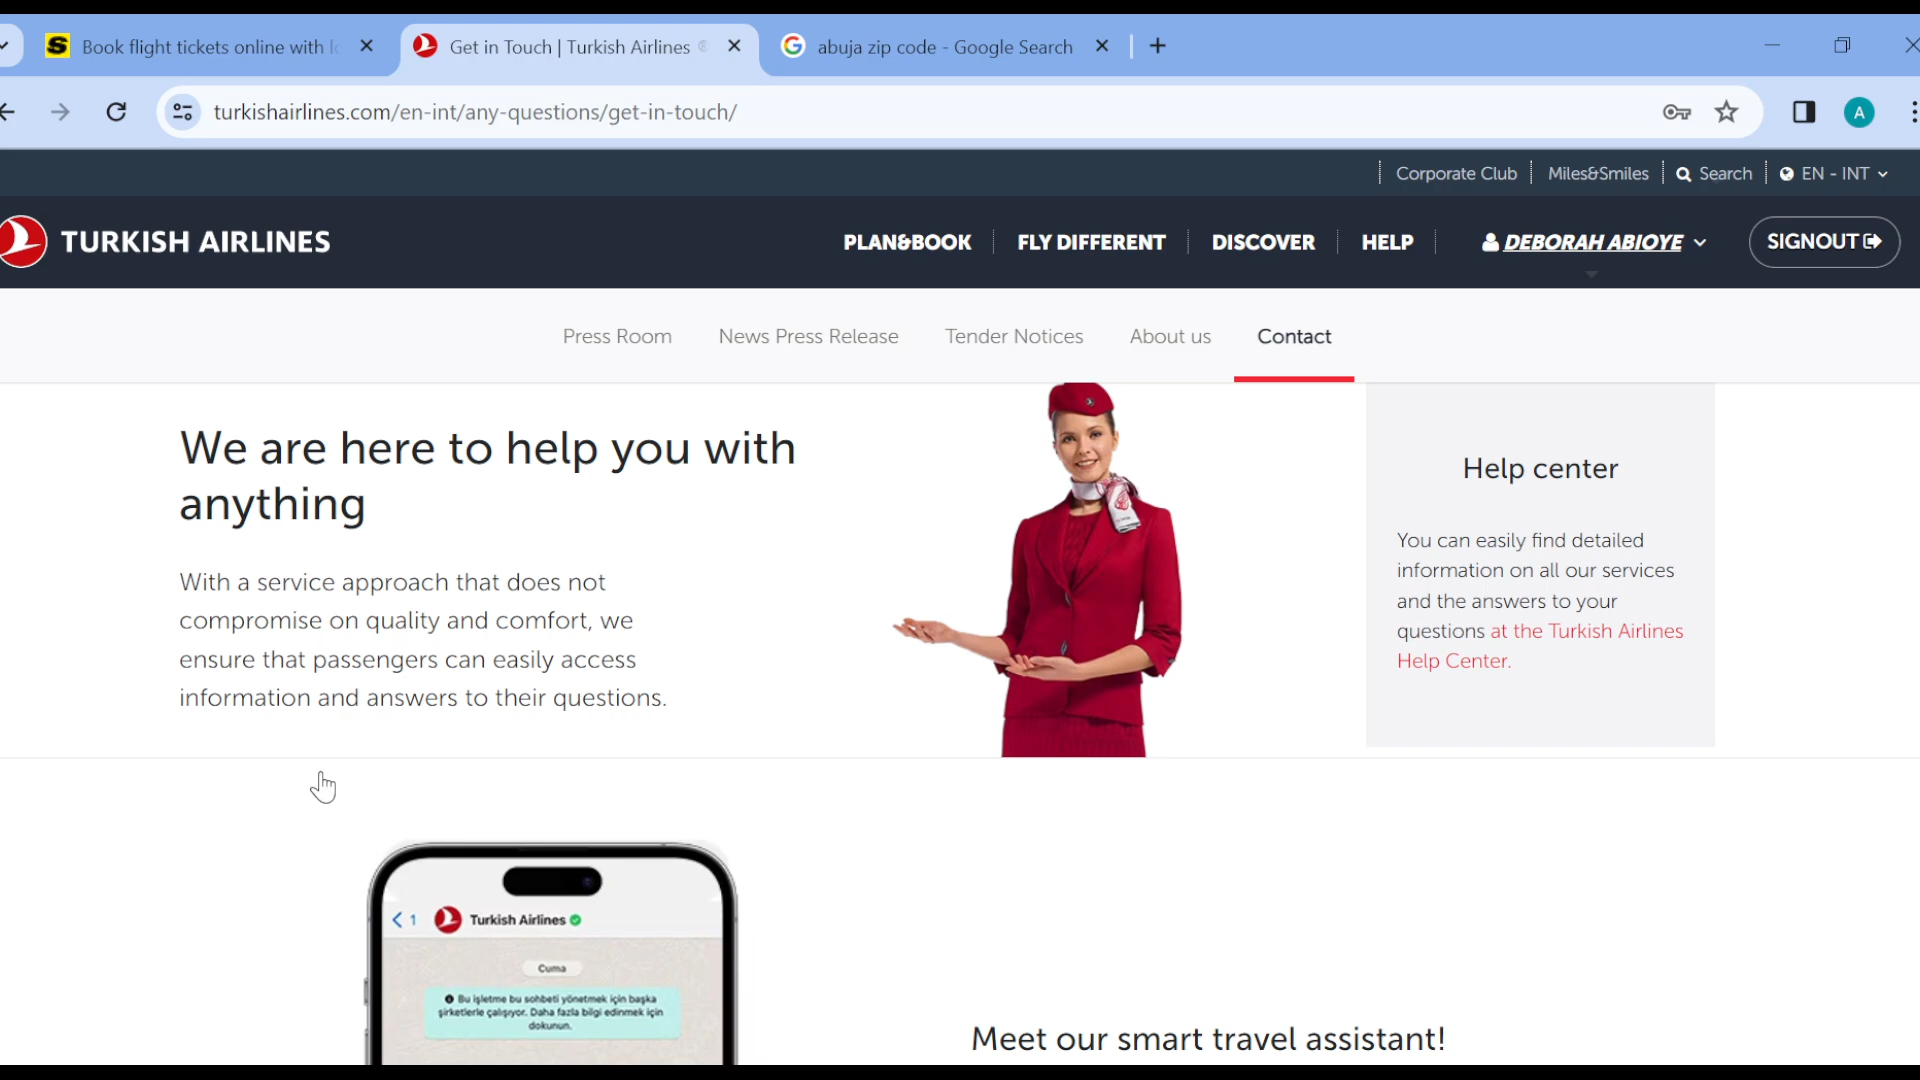 Book flight tickets online with
Get in Touch | Turkish Airlines ®
abuja zip code - Google Search
turkishairlines.com/en-int/any-questions/get-in-touch/
A
Corporate Club
Miles&Smiles
Search
EN - INT
TURKISH AIRLINES
PLAN&BOOK
FLY DIFFERENT
DISCOVER
HELP
DEBORAH ABIOYE
SIGNOUT
Press Room
News Press Release
Tender Notices
About us
Contact
We are here to help you with
anything
With a service approach that does not
compromise on quality and comfort, we
ensure that passengers can easily access
information and answers to their questions.
Help center
You can easily find detailed
information on all our services
and the answers to your
questions at the Turkish Airlines
Help Center.
1
Turkish Airlines
Cuma
Bu işletme bu sohbeti yönetmek için başka
şirketlerle çalışıyor. Daha fazla bilgi edinmek için
dokunun.
Meet our smart travel assistant!